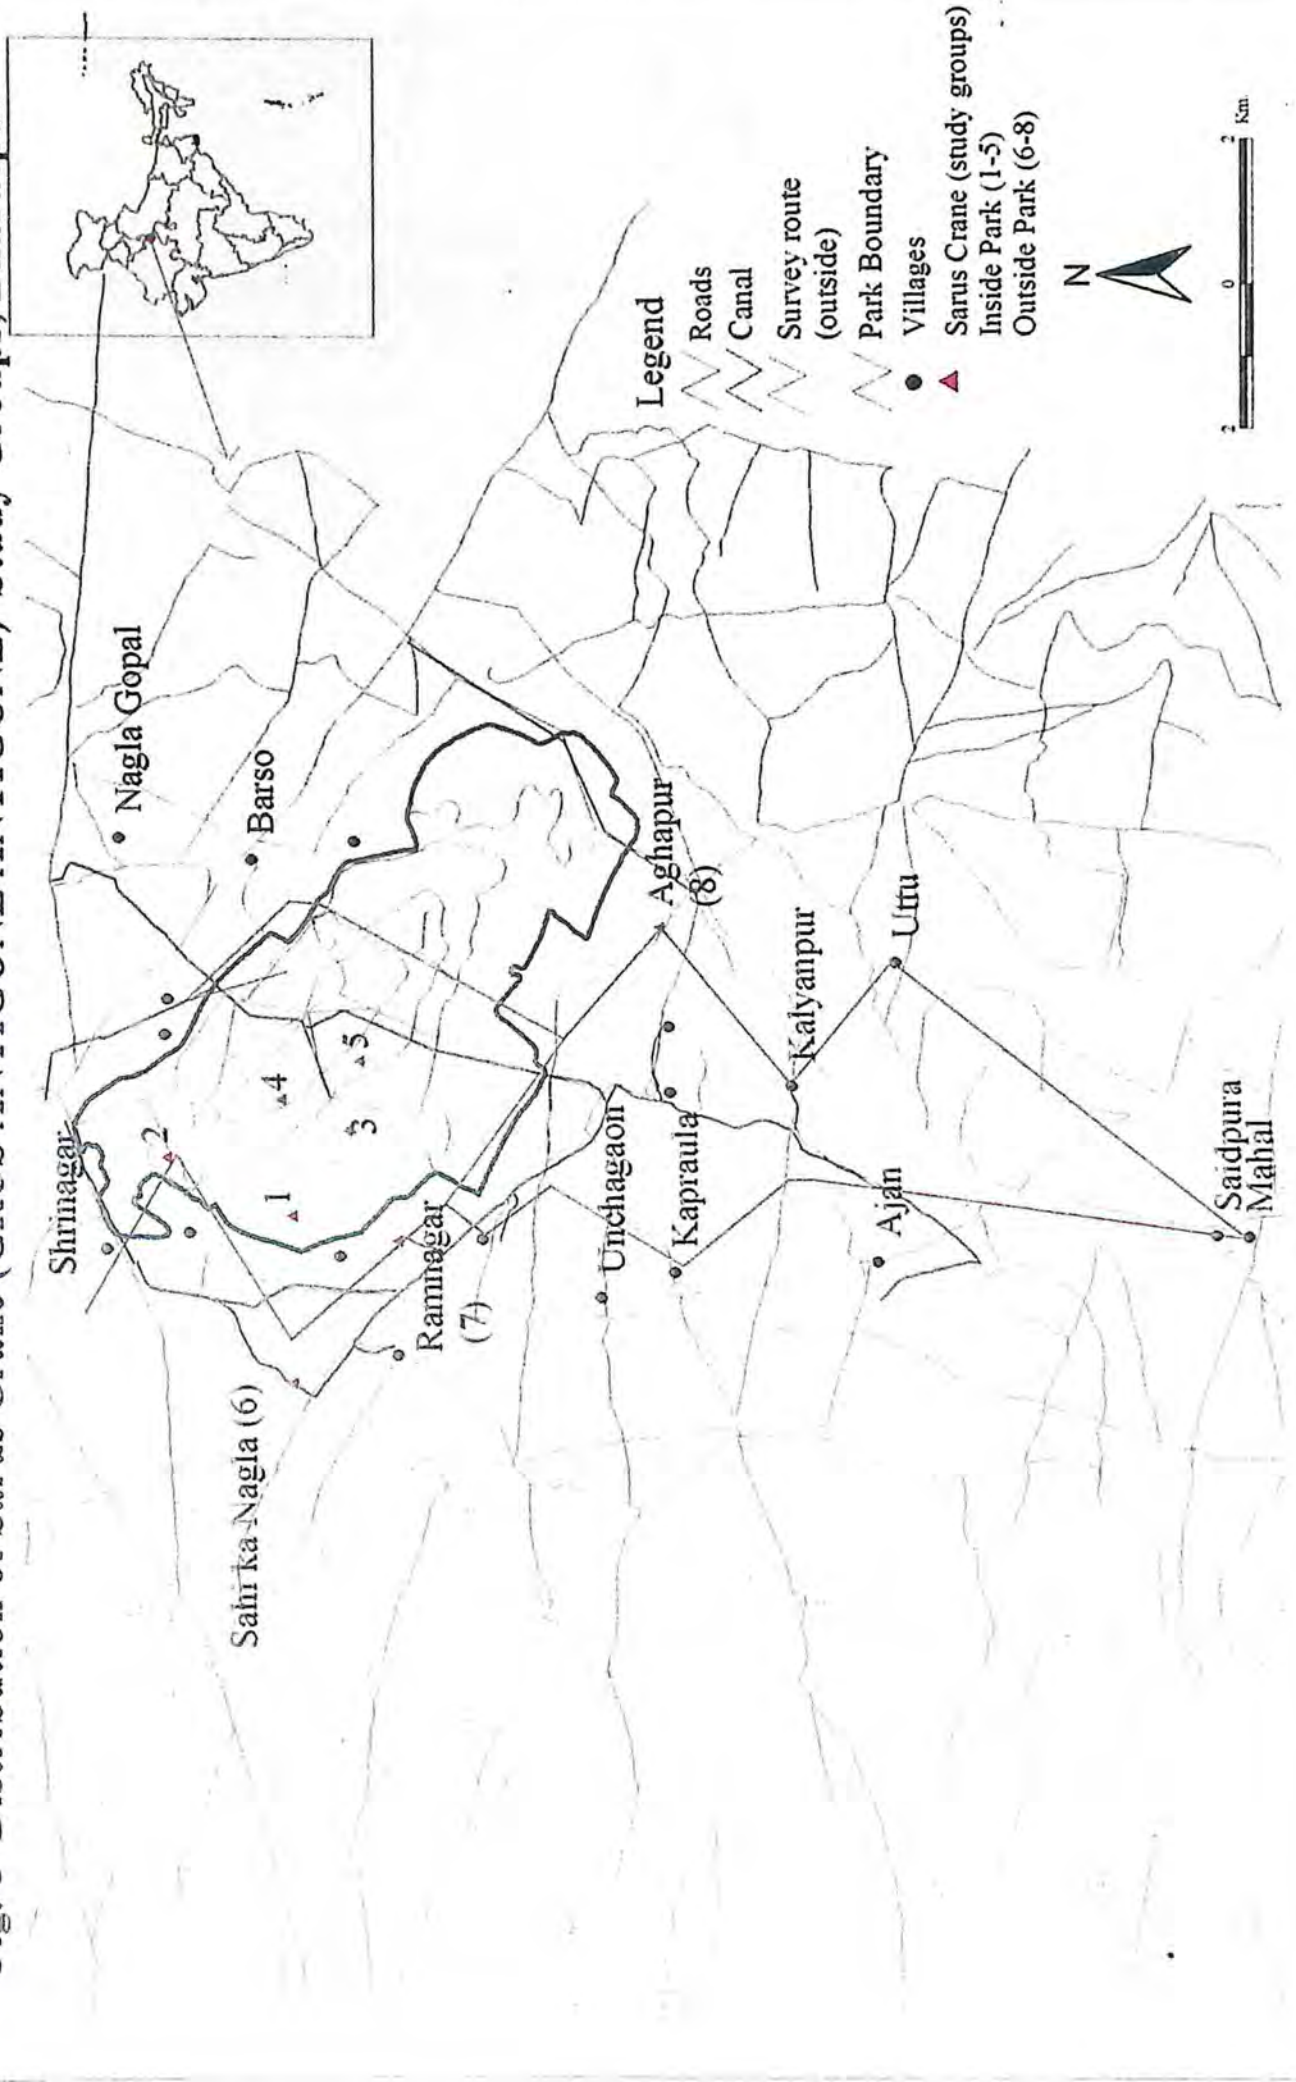 Nagla Gopal
Barso
Shrinagar
2
4
5
3
1
Sahi ka Nagla (6)
Ramnagar
(7)
Aghapur
(8)
Unchagaon
Kapraula
Kalyanpur
Uttu
Ajan
Saidpura
Mahal
Legend
Roads
Canal
Survey route
(outside)
Park Boundary
Villages
Sarus Crane (study groups)
Inside Park (1-5)
Outside Park (6-8)
N
2 0 2 Km.